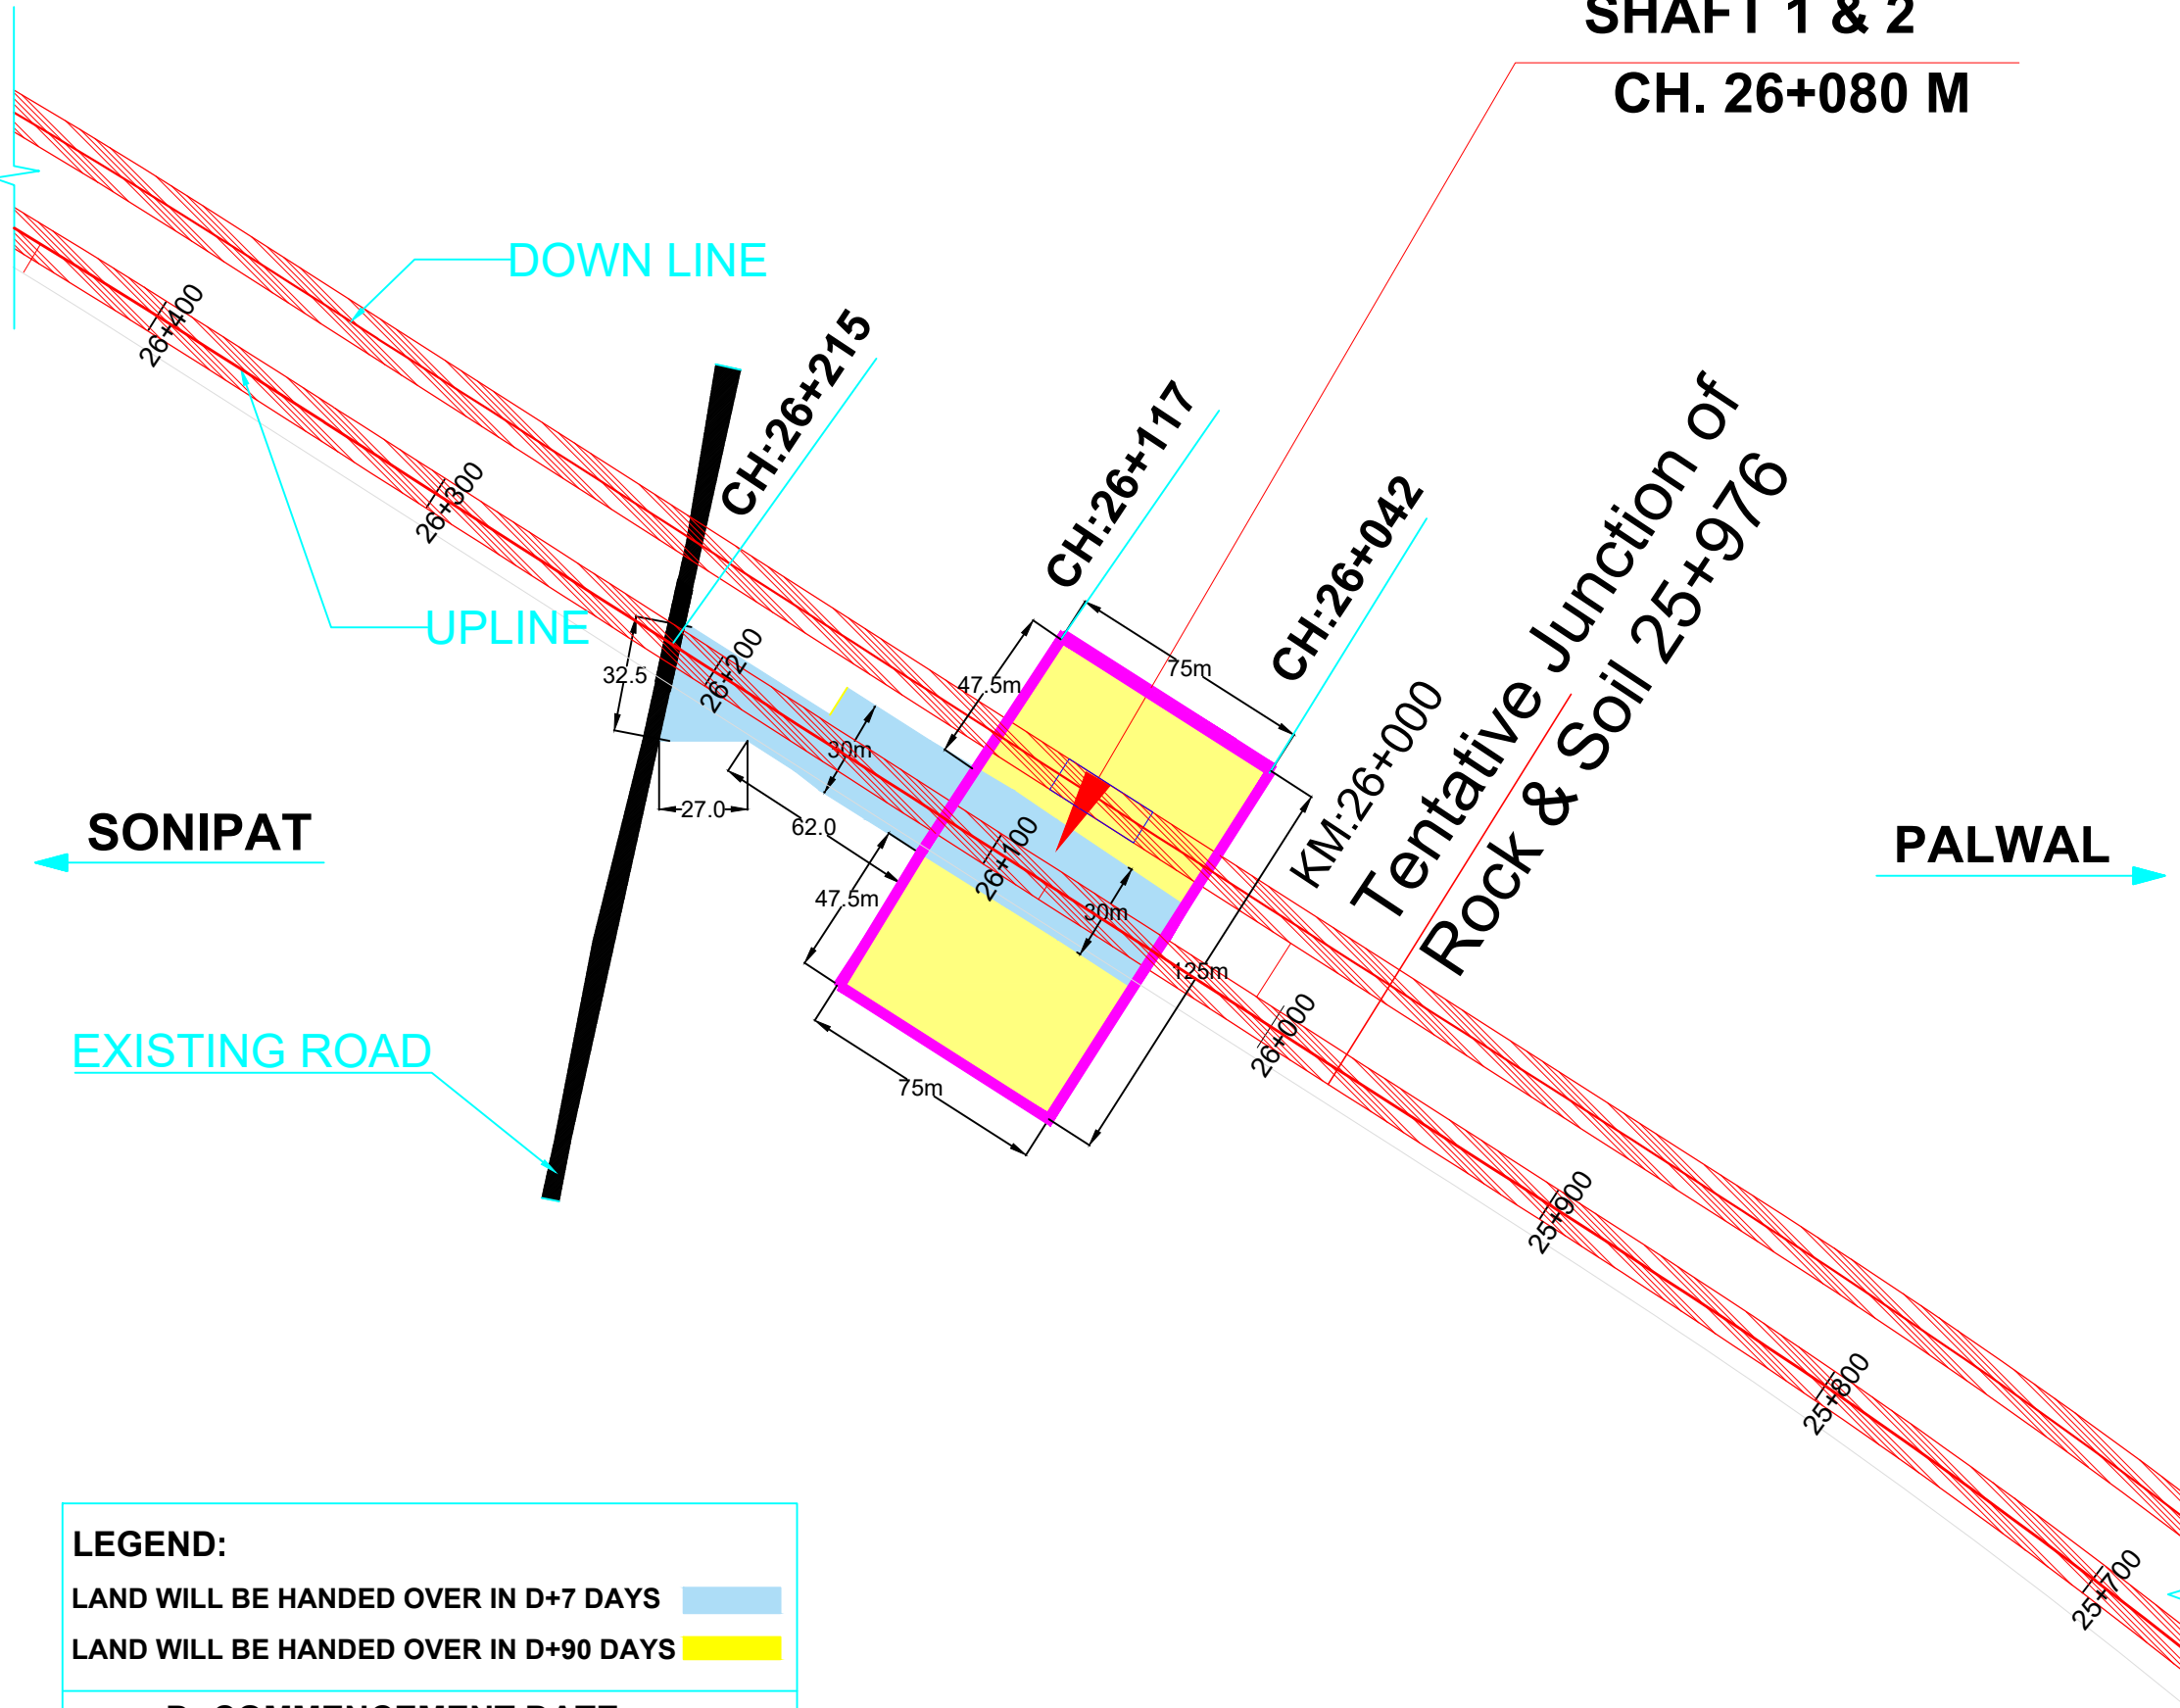 SHAFT 1 & 2
CH. 26+080 M
DOWN LINE
26+400
CH:26+215
CH:26+117
26+300
CH:26+042
Tentative Junction of
Rock & Soil 25+976
UPLINE
32.5
26+200
47.5m
75m
30m
KM:26+000
27.0
62.0
SONIPAT
PALWAL
26+100
47.5m
30m
125m
26+000
EXISTING ROAD
75m
25+900
25+800
25+700
LEGEND:
LAND WILL BE HANDED OVER IN D+7 DAYS
LAND WILL BE HANDED OVER IN D+90 DAYS
COMMENCEMENT DATE